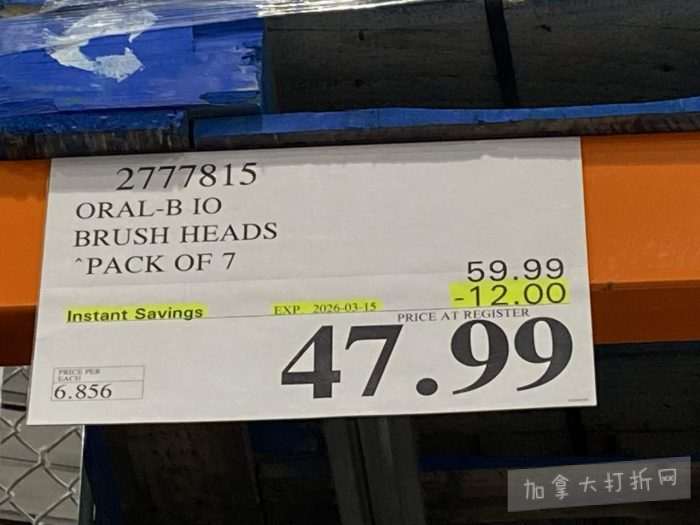 2777815
ORAL-B IO
BRUSH HEADS
^PACK OF 7
59.99
-12.00
Instant Savings
EXP 2026-03-15
PRICE AT REGISTER
47.99
PRICE PER
EACH
6.856
加拿大打折网